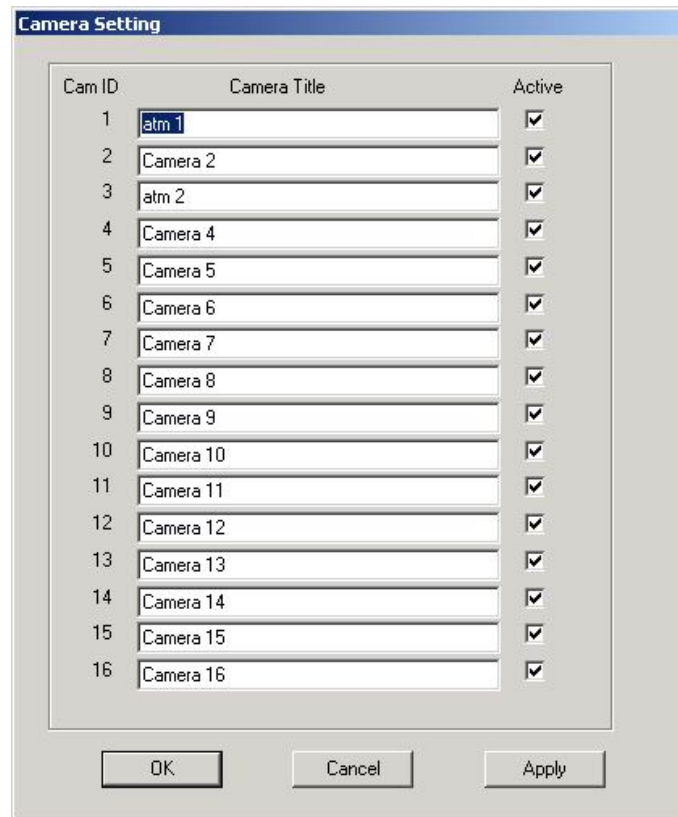 Camera Setting
Cam ID Camera Title Active
1 atm 1
2 Camera 2
3 atm 2
4 Camera 4
5 Camera 5
6 Camera 6
7 Camera 7
8 Camera 8
9 Camera 9
10 Camera 10
11 Camera 11
12 Camera 12
13 Camera 13
14 Camera 14
15 Camera 15
16 Camera 16
OK Cancel Apply